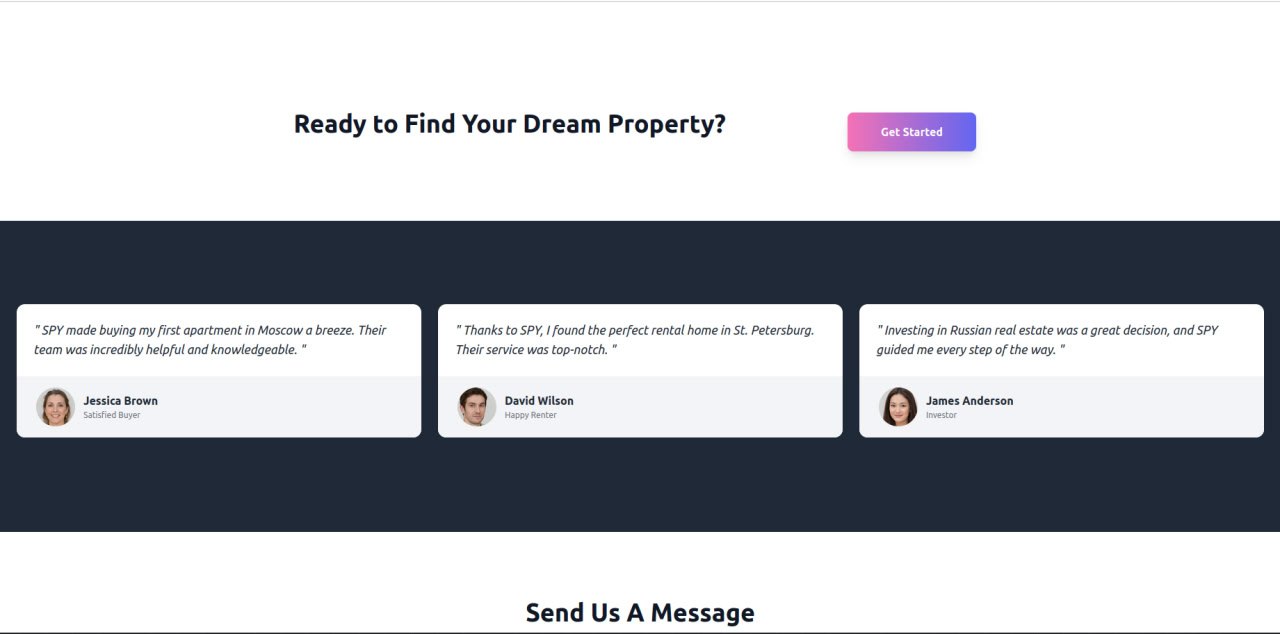 Ready to Find Your Dream Property?
Get Started
" SPY made buying my first apartment in Moscow a breeze. Their
team was incredibly helpful and knowledgeable. "
Jessica Brown
Satisfied Buyer
" Thanks to SPY, I found the perfect rental home in St. Petersburg.
Their service was top-notch. "
David Wilson
Happy Renter
" Investing in Russian real estate was a great decision, and SPY
guided me every step of the way. "
James Anderson
Investor
Send Us A Message